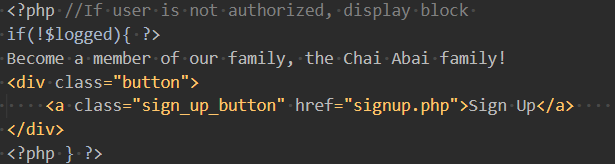 <?php //If user is not authorized, display block
if(!$logged){ ?>
Become a member of our family, the Chai Abai family!
<div class="button">
    <a class="sign_up_button" href="signup.php">Sign Up</a>
</div>
<?php } ?>